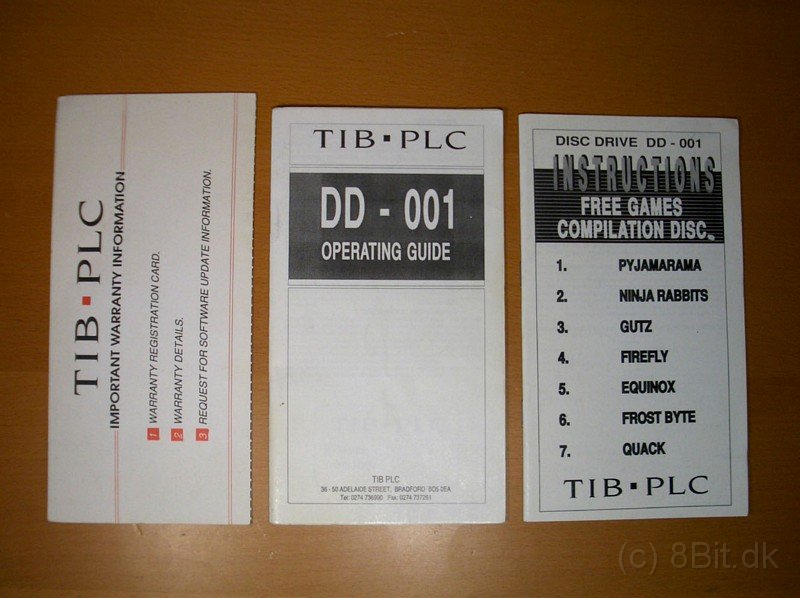 TIB▪PLC
IMPORTANT WARRANTY INFORMATION
1 WARRANTY REGISTRATION CARD.
2 WARRANTY DETAILS.
3 REQUEST FOR SOFTWARE UPDATE INFORMATION.
TIB▪PLC
DD - 001
OPERATING GUIDE
TIB PLC
36 - 50 ADELAIDE STREET, BRADFORD BD5 0EA
Tel: 0274 736990 Fax: 0274 737261
DISC DRIVE DD - 001
INSTRUCTIONS
FREE GAMES
COMPILATION DISC
1. PYJAMARAMA
2. NINJA RABBITS
3. GUTZ
4. FIREFLY
5. EQUINOX
6. FROST BYTE
7. QUACK
TIB▪PLC
(c) 8Bit.dk